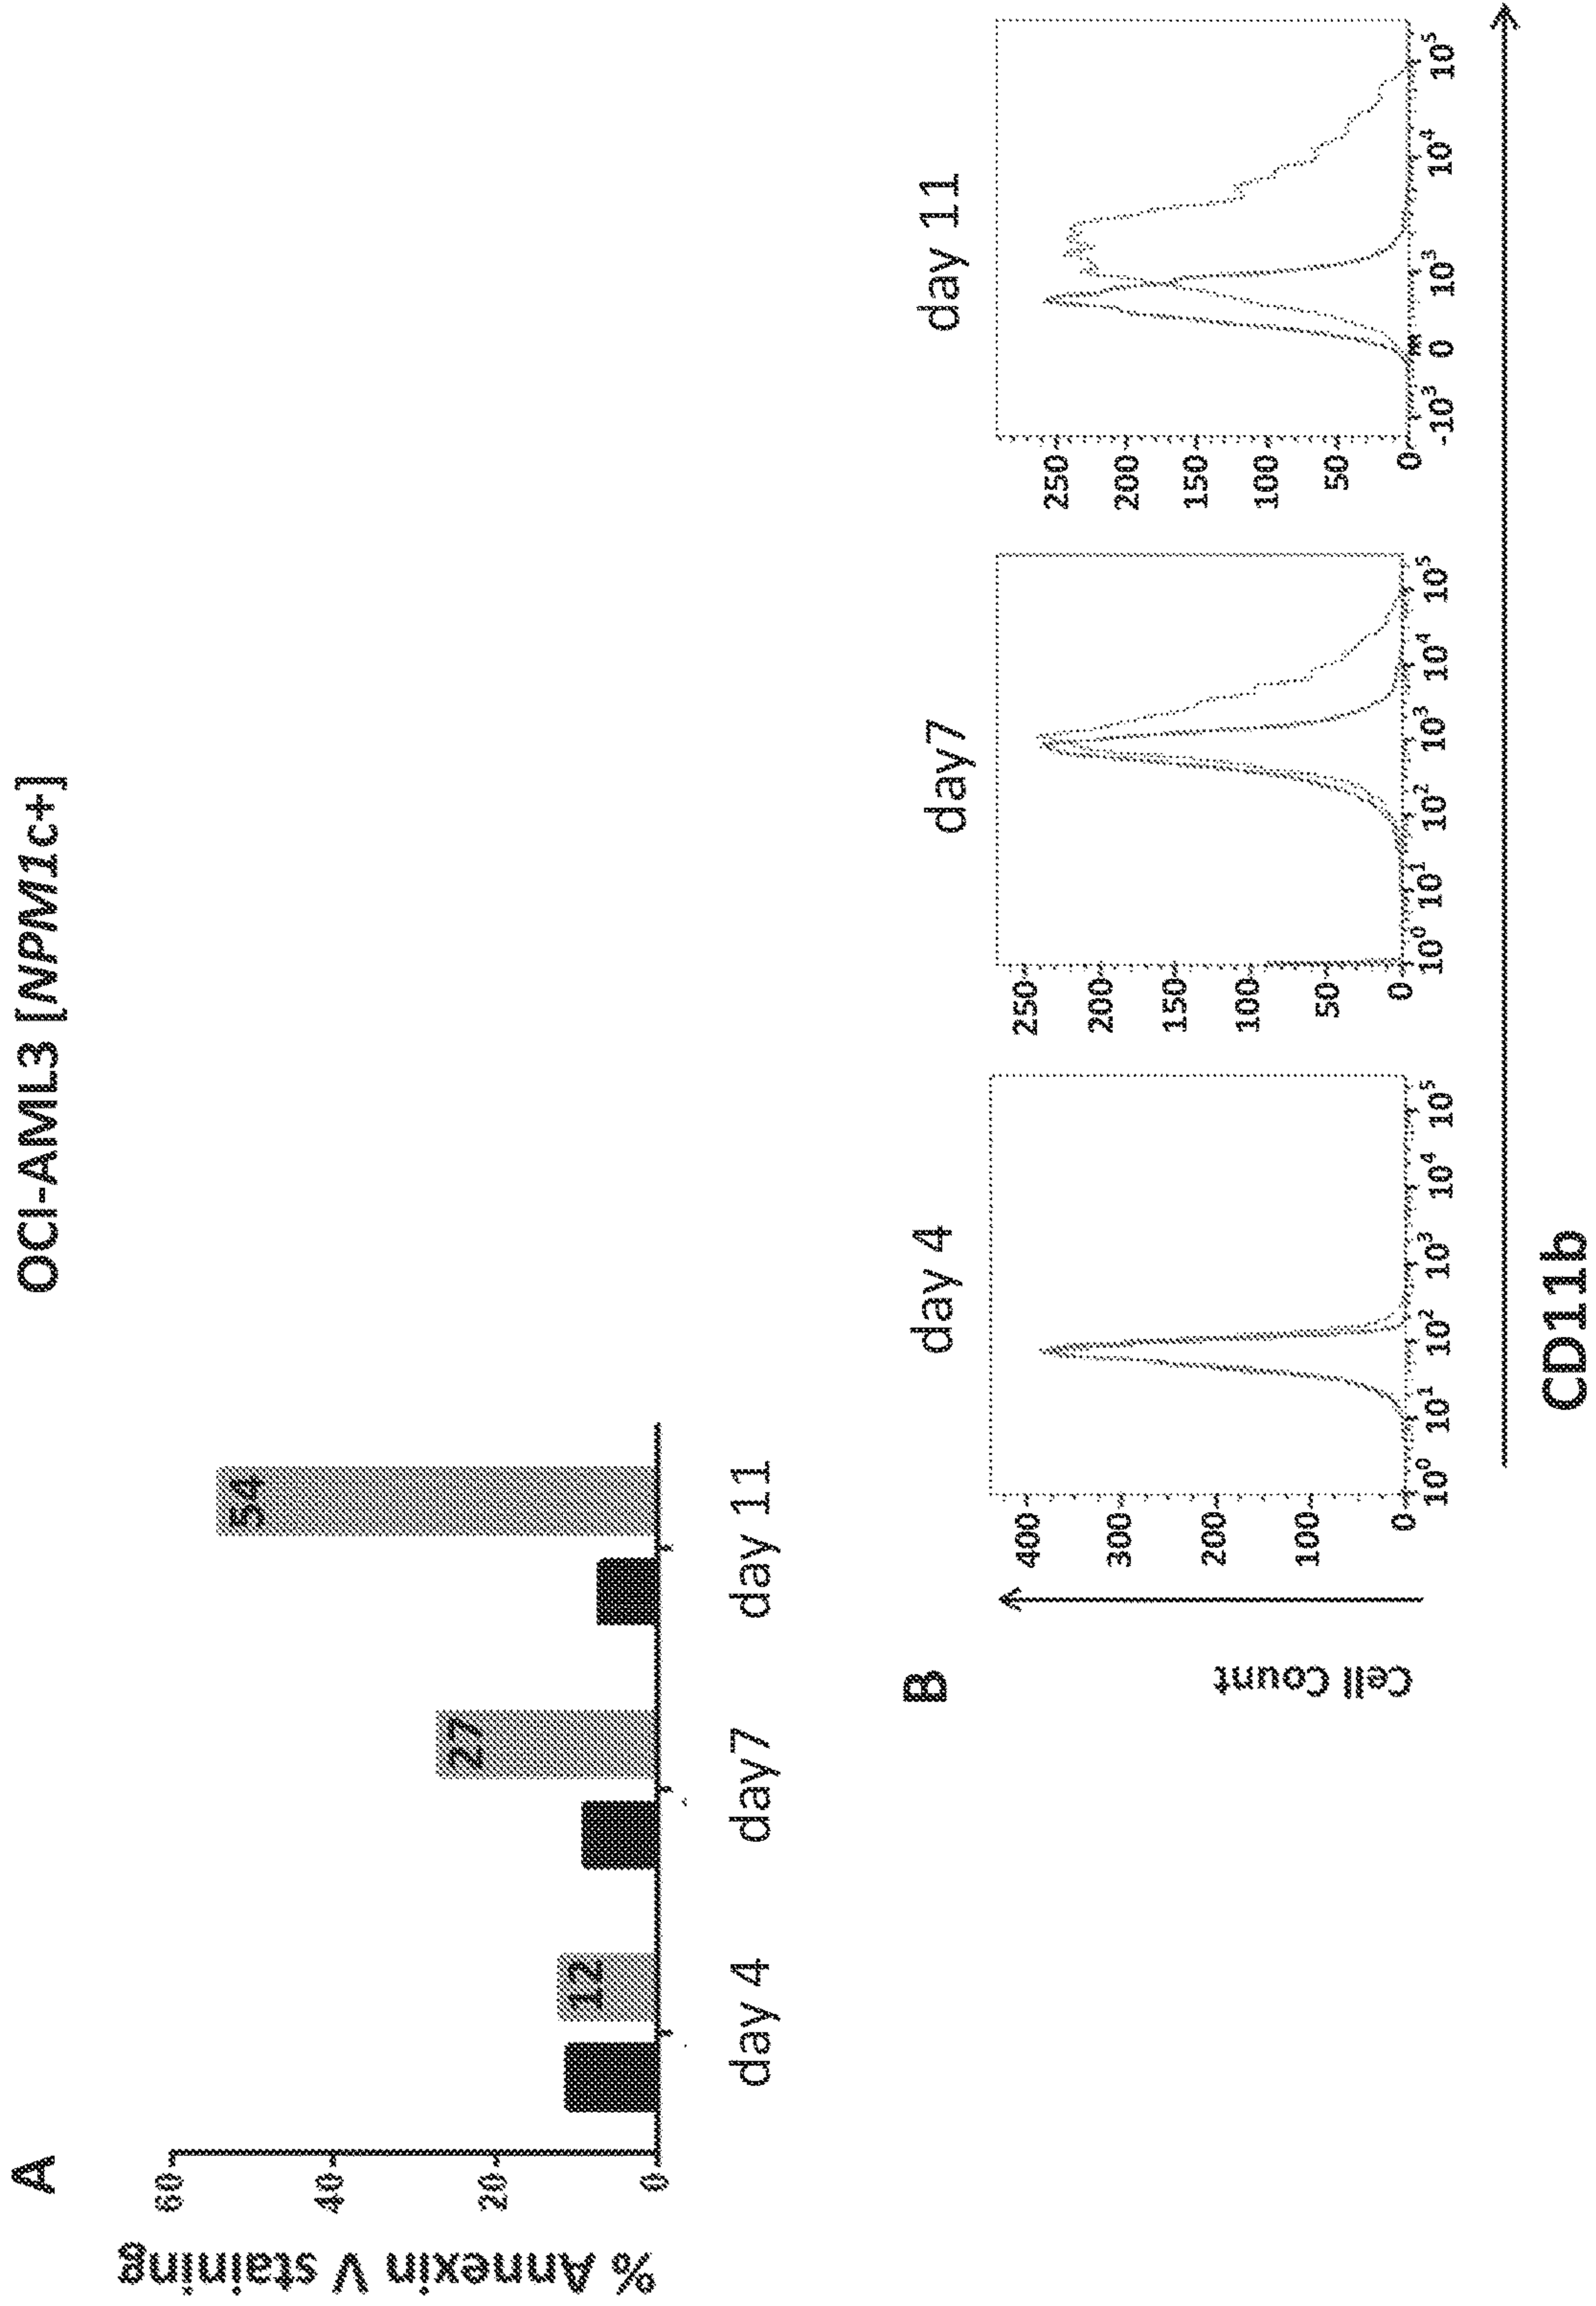 OCI-AML3 [NPM1c+]
A
% Annexin V staining
60
40
20
0
12
27
54
day 4
day7
day 11
B
Cell Count
day 4
400
300
200
100
0
10⁰ 10¹ 10² 10³ 10⁴ 10⁵
day7
250
200
150
100
50
0
10⁰ 10¹ 10² 10³ 10⁴ 10⁵
day 11
250
200
150
100
50
0
-10³ 0 10³ 10⁴ 10⁵
CD11b